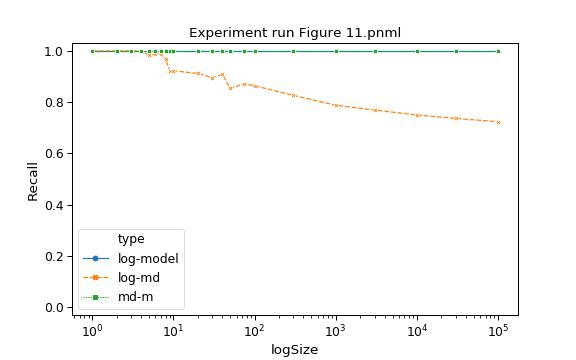 Experiment run Figure 11.pnml
1.0
0.8
0.6
0.4
0.2
0.0
Recall
type
log-model
log-md
md-m
10⁰ 10¹ 10² 10³ 10⁴ 10⁵
logSize